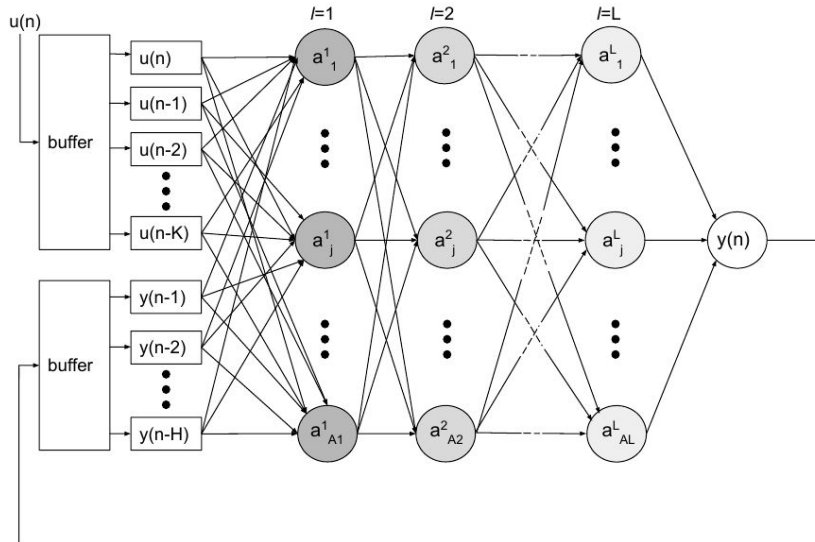 u(n)
l=1
l=2
l=L
buffer
u(n)
u(n-1)
u(n-2)
u(n-K)
a¹₁
a²₁
aᴸ₁
a¹ⱼ
a²ⱼ
aᴸⱼ
y(n)
buffer
y(n-1)
y(n-2)
y(n-H)
a¹A1
a²A2
aᴸAL